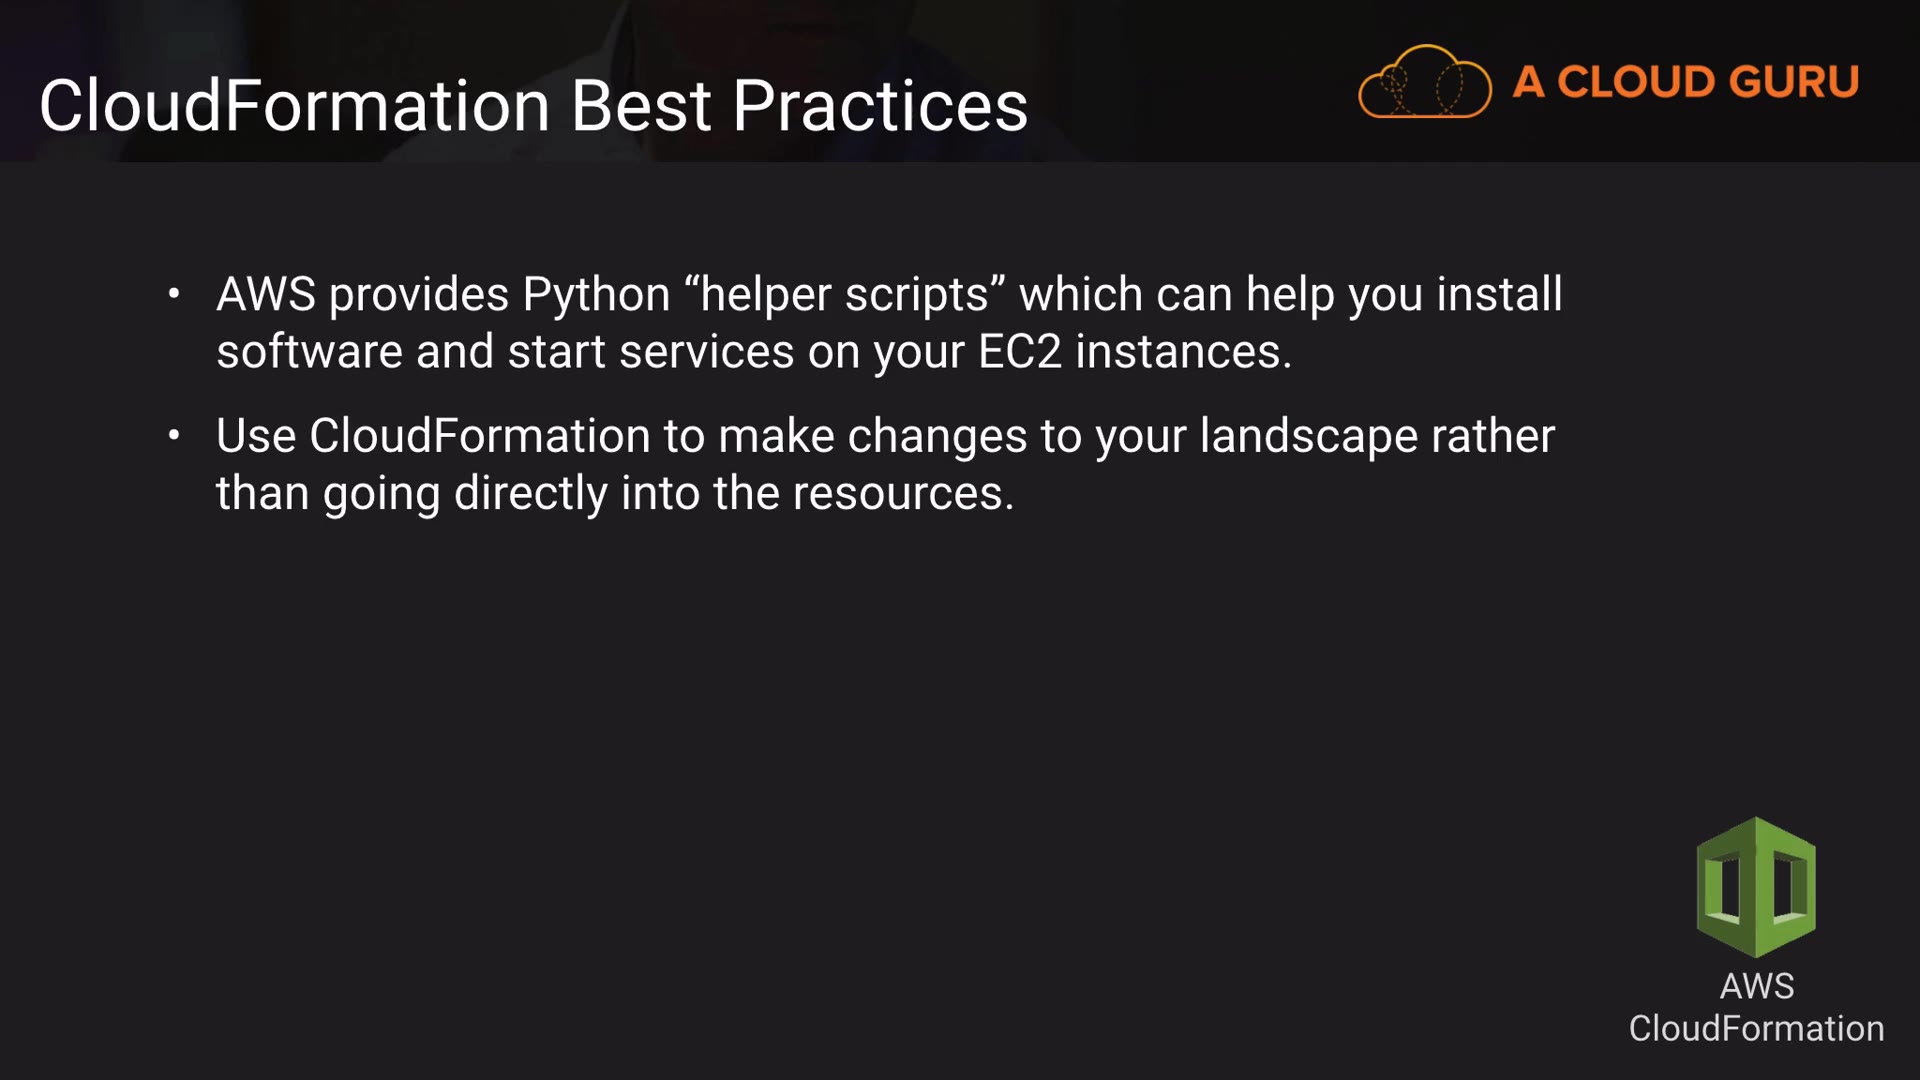 CloudFormation Best Practices
A CLOUD GURU
• AWS provides Python “helper scripts” which can help you install
software and start services on your EC2 instances.
• Use CloudFormation to make changes to your landscape rather
than going directly into the resources.
AWS
CloudFormation